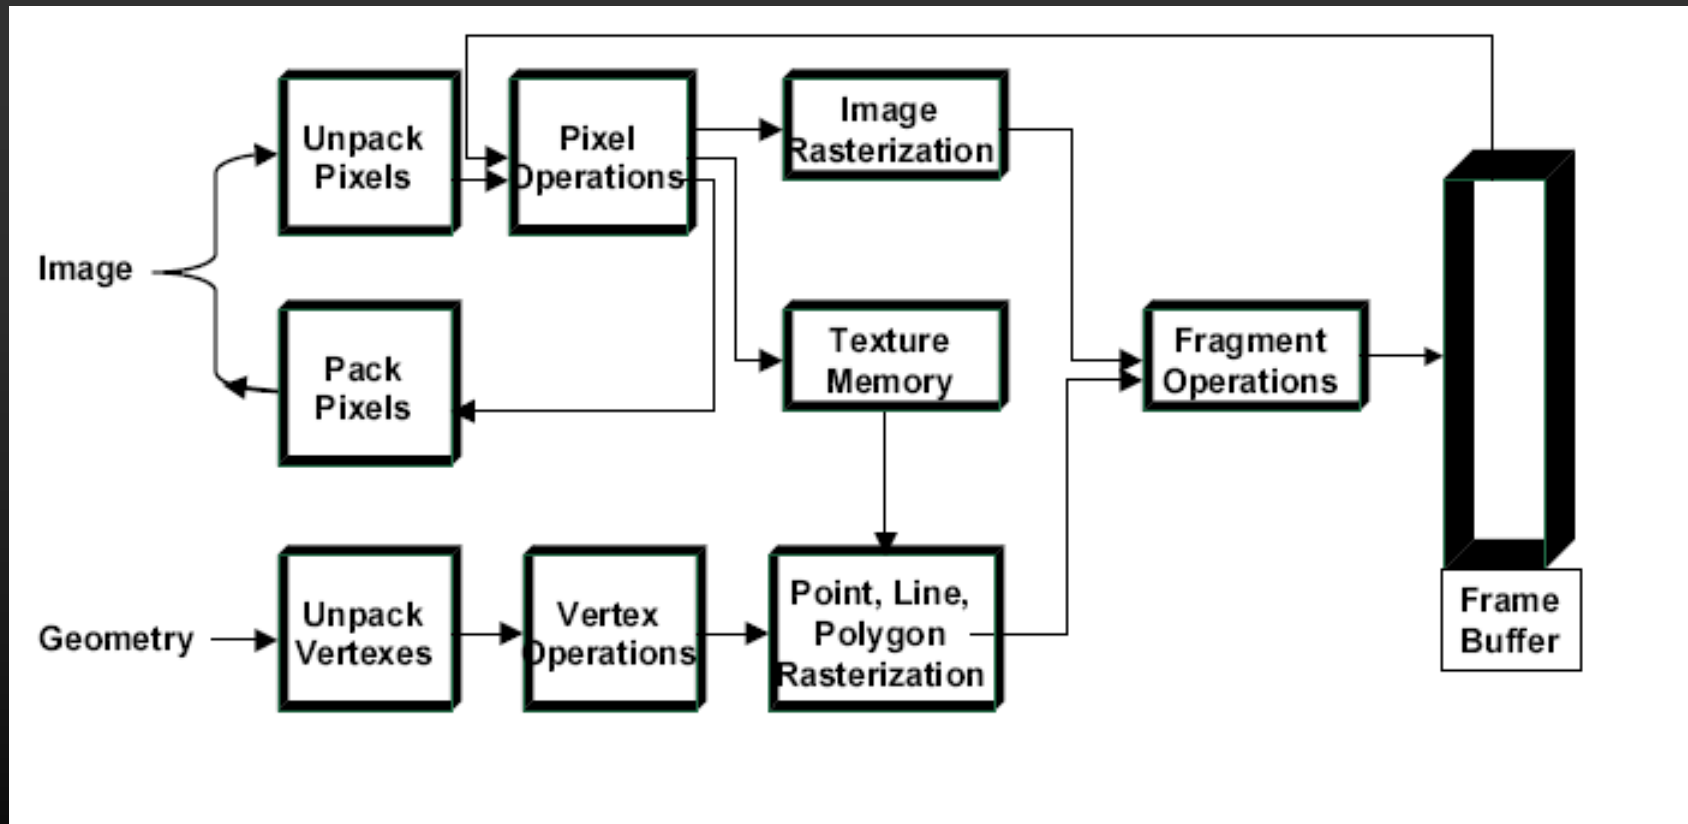 Unpack
Pixels
Pixel
Operations
Image
Rasterization
Image
Pack
Pixels
Texture
Memory
Fragment
Operations
Geometry
Unpack
Vertexes
Vertex
Operations
Point, Line,
Polygon
Rasterization
Frame
Buffer